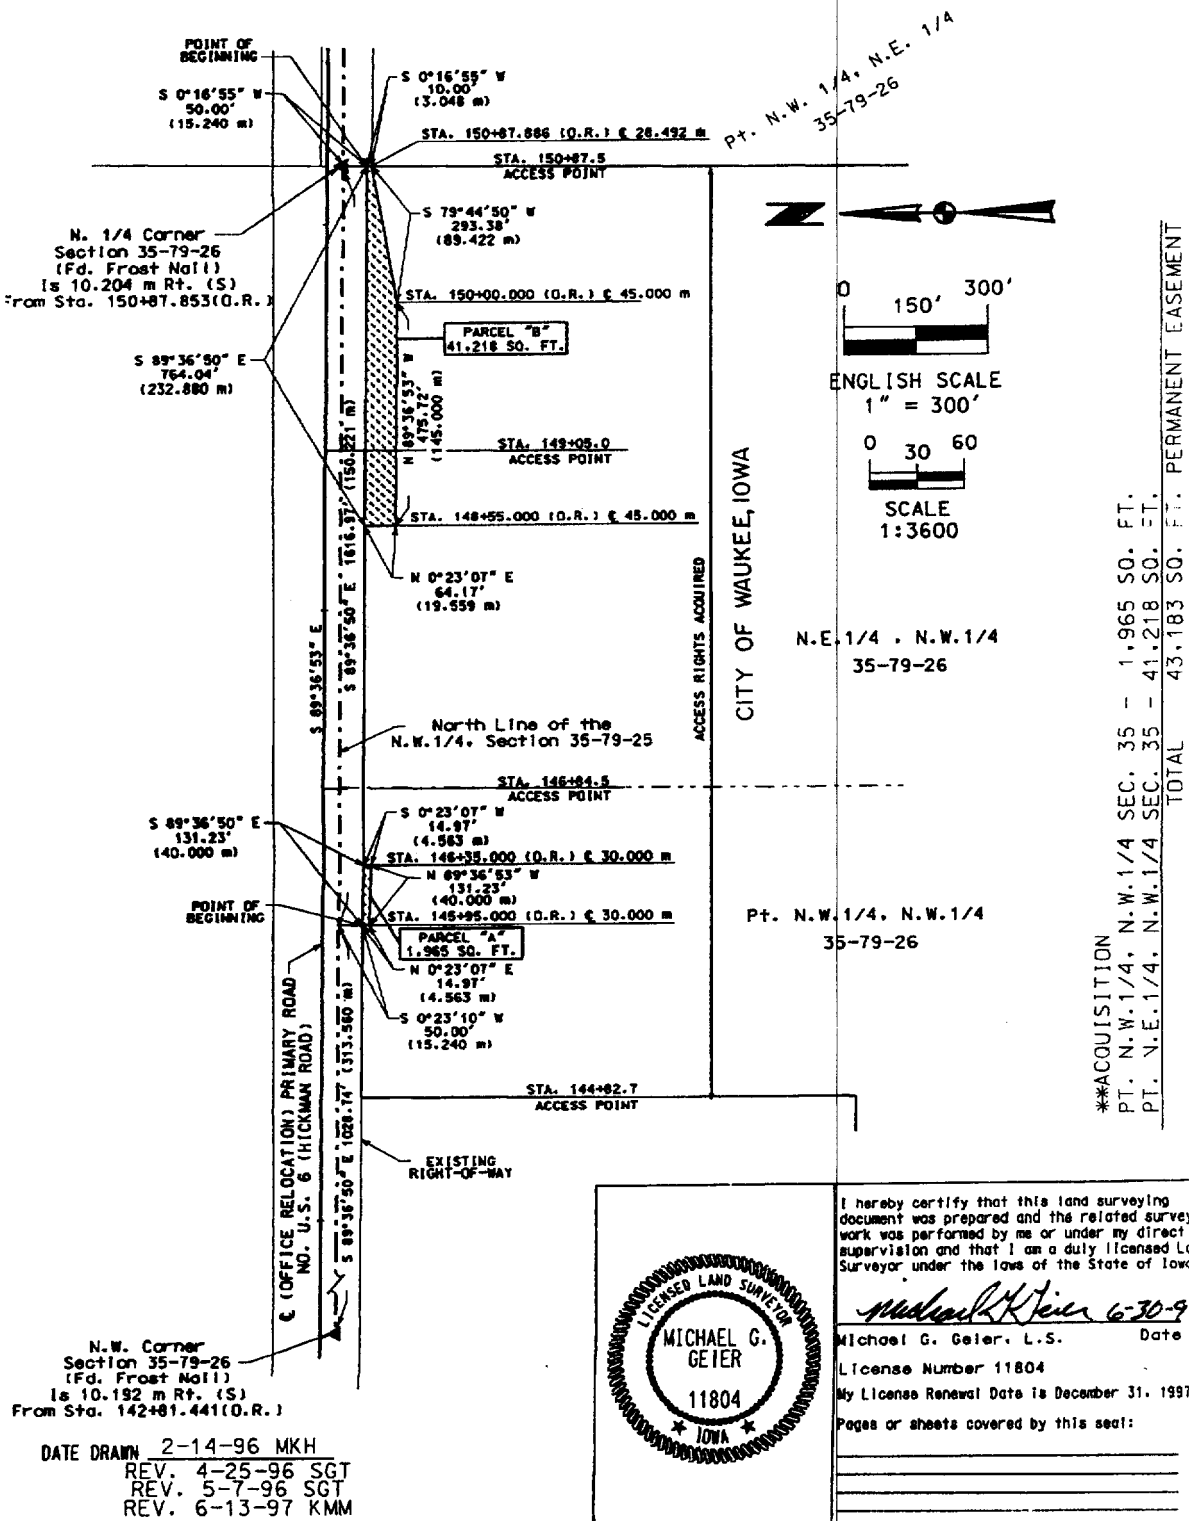 POINT OF
BEGINNING
S 0°16'55" W
50.00'
(15.240 m)
S 0°16'55" W
10.00'
(3.048 m)
STA. 150+87.886 (O.R.) ℄ 28.492 m
STA. 150+87.5
ACCESS POINT
Pt. N.W. 1/4, N.E. 1/4
35-79-26
N. 1/4 Corner
Section 35-79-26
(Fd. Frost Nail)
Is 10.204 m Rt. (S)
From Sta. 150+87.853(O.R.)
S 79°44'50" W
293.38'
(89.422 m)
STA. 150+00.000 (O.R.) ℄ 45.000 m
PARCEL "B"
41,218 SQ. FT.
S 89°36'50" E
764.04'
(232.880 m)
N 89°36'53" W
475.72'
(145.000 m)
STA. 149+05.0
ACCESS POINT
STA. 148+55.000 (O.R.) ℄ 45.000 m
N 0°23'07" E
64.17'
(19.559 m)
S 89°36'53" E
S 89°36'50" E 1616.97' (150.221 m)
North Line of the
N.W.1/4, Section 35-79-25
STA. 146+84.5
ACCESS POINT
S 89°36'50" E
131.23'
(40.000 m)
S 0°23'07" W
14.97'
(4.563 m)
STA. 146+35.000 (O.R.) ℄ 30.000 m
N 89°36'53" W
131.23'
(40.000 m)
POINT OF
BEGINNING
STA. 145+95.000 (O.R.) ℄ 30.000 m
PARCEL "A"
1,965 SQ. FT.
N 0°23'07" E
14.97'
(4.563 m)
S 0°23'10" W
50.00'
(15.240 m)
STA. 144+82.7
ACCESS POINT
EXISTING
RIGHT-OF-WAY
℄ (OFFICE RELOCATION) PRIMARY ROAD
NO. U.S. 6 (HICKMAN ROAD)
S 89°36'50" E 1028.74' (313.560 m)
N.W. Corner
Section 35-79-26
(Fd. Frost Nail)
Is 10.192 m Rt. (S)
From Sta. 142+81.441(O.R.)
DATE DRAWN 2-14-96 MKH
REV. 4-25-96 SGT
REV. 5-7-96 SGT
REV. 6-13-97 KMM
ACCESS RIGHTS ACQUIRED
CITY OF WAUKEE, IOWA
N
0 150' 300'
ENGLISH SCALE
1" = 300'
0 30 60
SCALE
1:3600
N.E.1/4 , N.W.1/4
35-79-26
Pt. N.W.1/4, N.W.1/4
35-79-26
**ACQUISITION
PT. N.W.1/4, N.W.1/4 SEC. 35 - 1,965 SQ. FT.
PT. N.E.1/4, N.W.1/4 SEC. 35 - 41,218 SQ. FT.
TOTAL 43,183 SQ. FT. PERMANENT EASEMENT
LICENSED LAND SURVEYOR
MICHAEL G.
GEIER
11804
IOWA
I hereby certify that this land surveying
document was prepared and the related survey
work was performed by me or under my direct
supervision and that I am a duly licensed La
Surveyor under the laws of the State of Iowa
6-30-9
Michael G. Geier, L.S. Date
License Number 11804
My License Renewal Date is December 31, 1997
Pages or sheets covered by this seal: